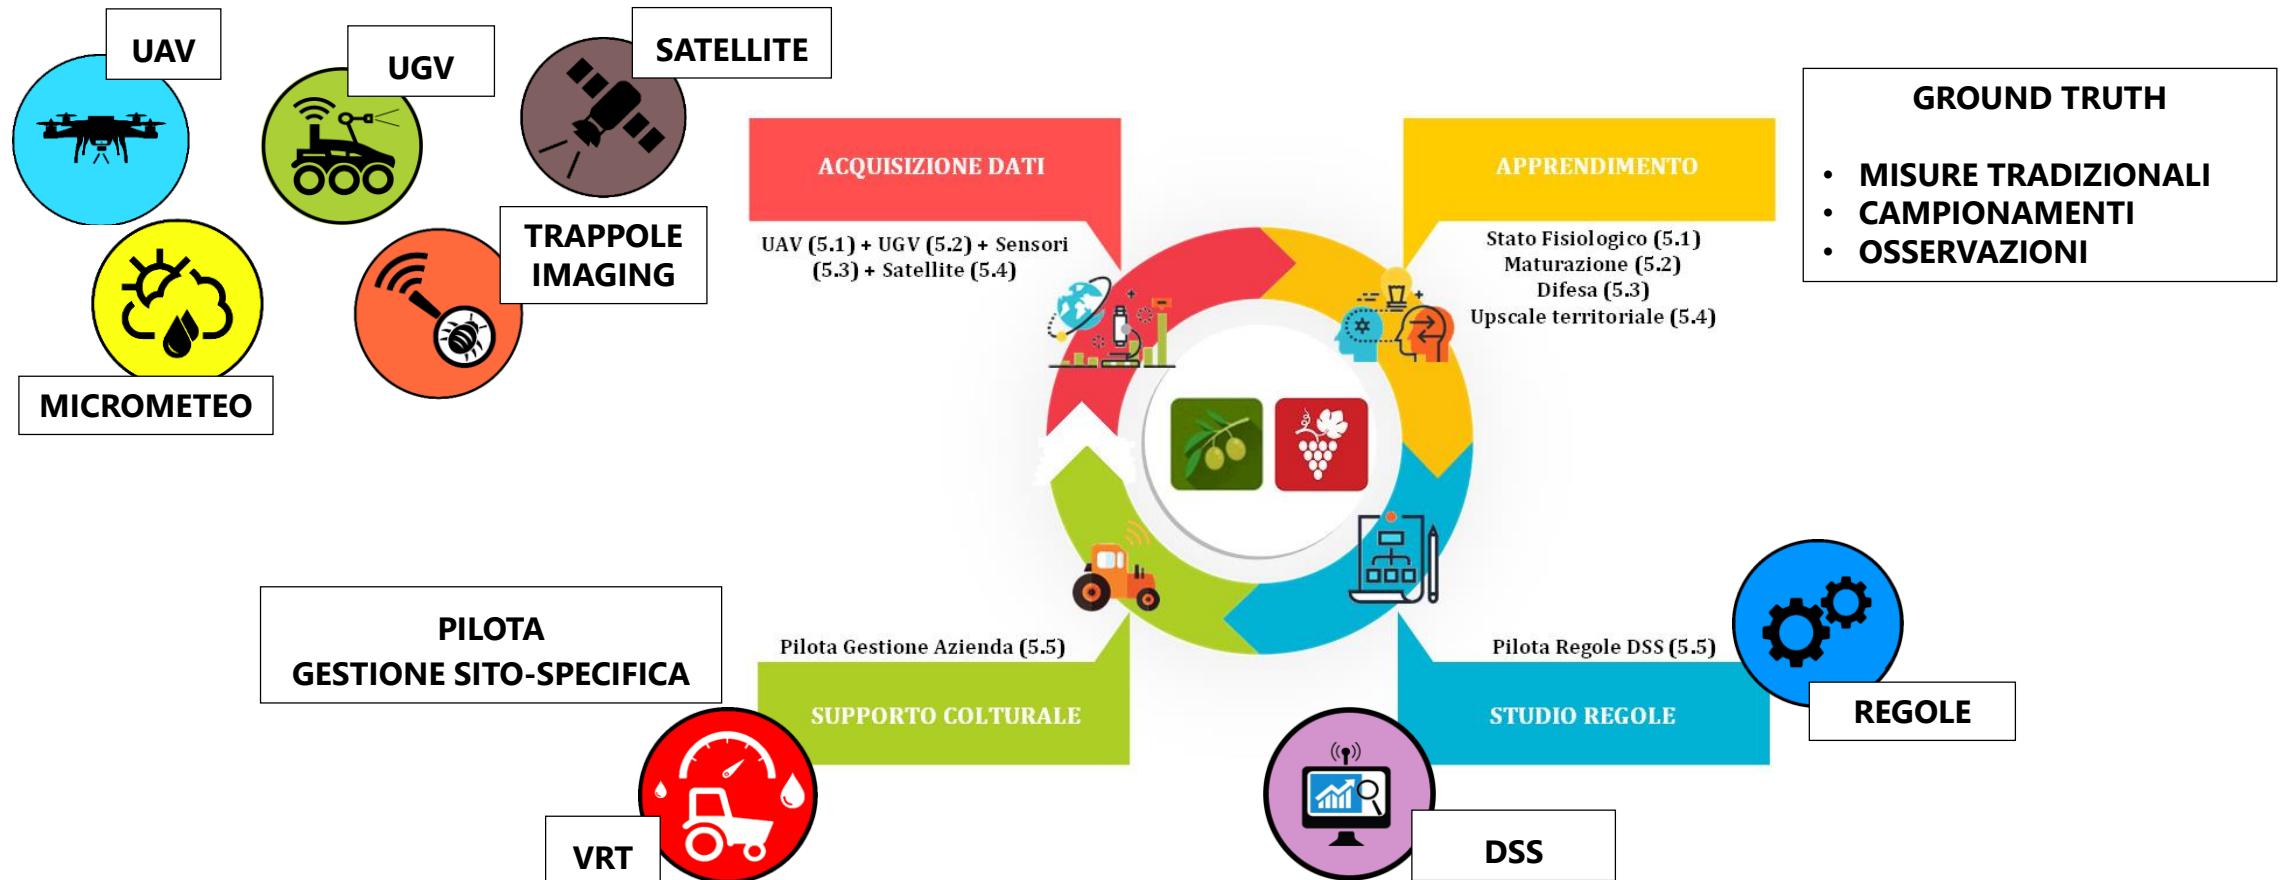 UAV
UGV
SATELLITE
TRAPPOLE
IMAGING
MICROMETEO
ACQUISIZIONE DATI
UAV (5.1) + UGV (5.2) + Sensori
(5.3) + Satellite (5.4)
APPRENDIMENTO
Stato Fisiologico (5.1)
Maturazione (5.2)
Difesa (5.3)
Upscale territoriale (5.4)
GROUND TRUTH
• MISURE TRADIZIONALI
• CAMPIONAMENTI
• OSSERVAZIONI
PILOTA
GESTIONE SITO-SPECIFICA
Pilota Gestione Azienda (5.5)
SUPPORTO COLTURALE
VRT
Pilota Regole DSS (5.5)
STUDIO REGOLE
REGOLE
DSS